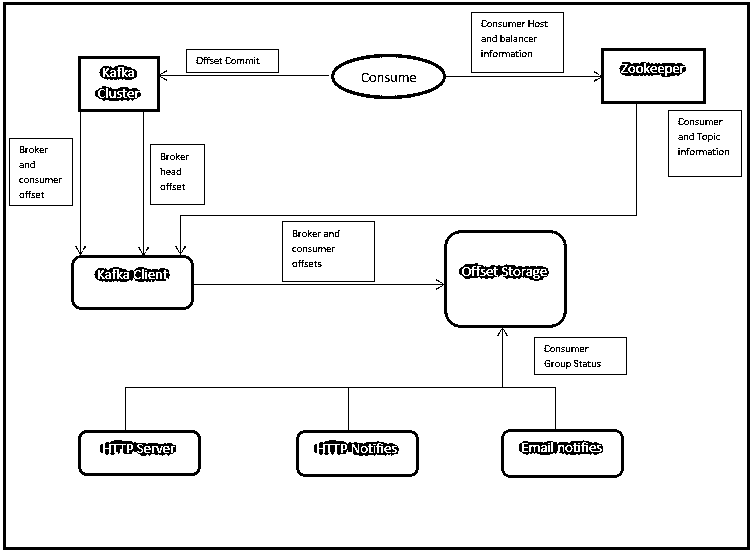 Consumer Host
and balancer
information
Offset Commit
Kafka
Cluster
Consume
Zookeeper
Consumer
and Topic
information
Broker
and
consumer
offset
Broker
head
offset
Broker and
consumer
offsets
Kafka Client
Offset Storage
Consumer
Group Status
HTTP Server
HTTP Notifies
Email notifies